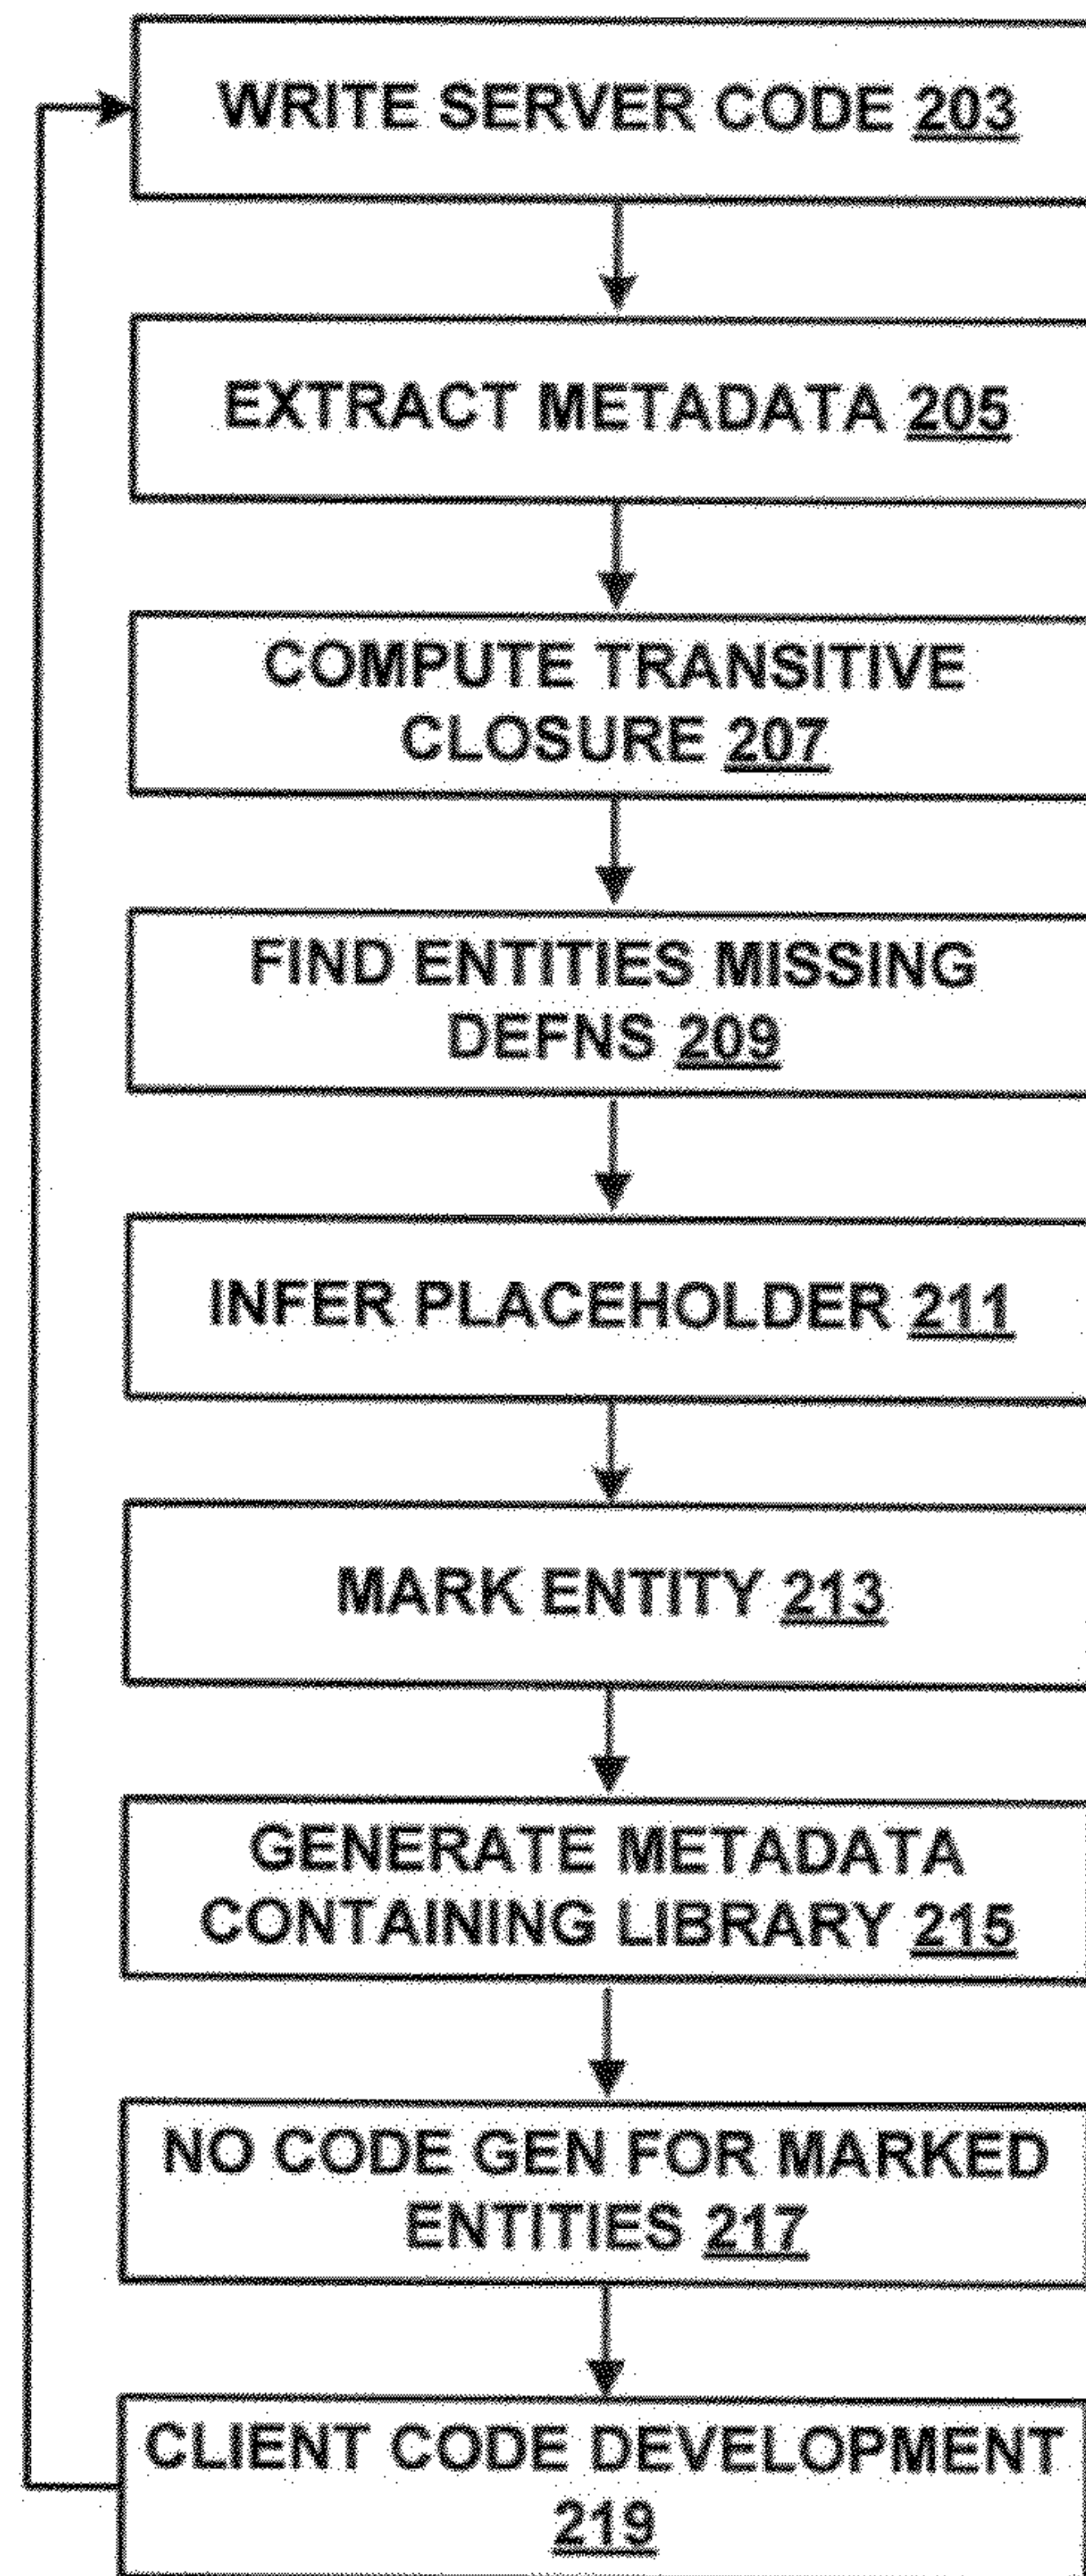 WRITE SERVER CODE 203
EXTRACT METADATA 205
COMPUTE TRANSITIVE
CLOSURE 207
FIND ENTITIES MISSING
DEFNS 209
INFER PLACEHOLDER 211
MARK ENTITY 213
GENERATE METADATA
CONTAINING LIBRARY 215
NO CODE GEN FOR MARKED
ENTITIES 217
CLIENT CODE DEVELOPMENT
219